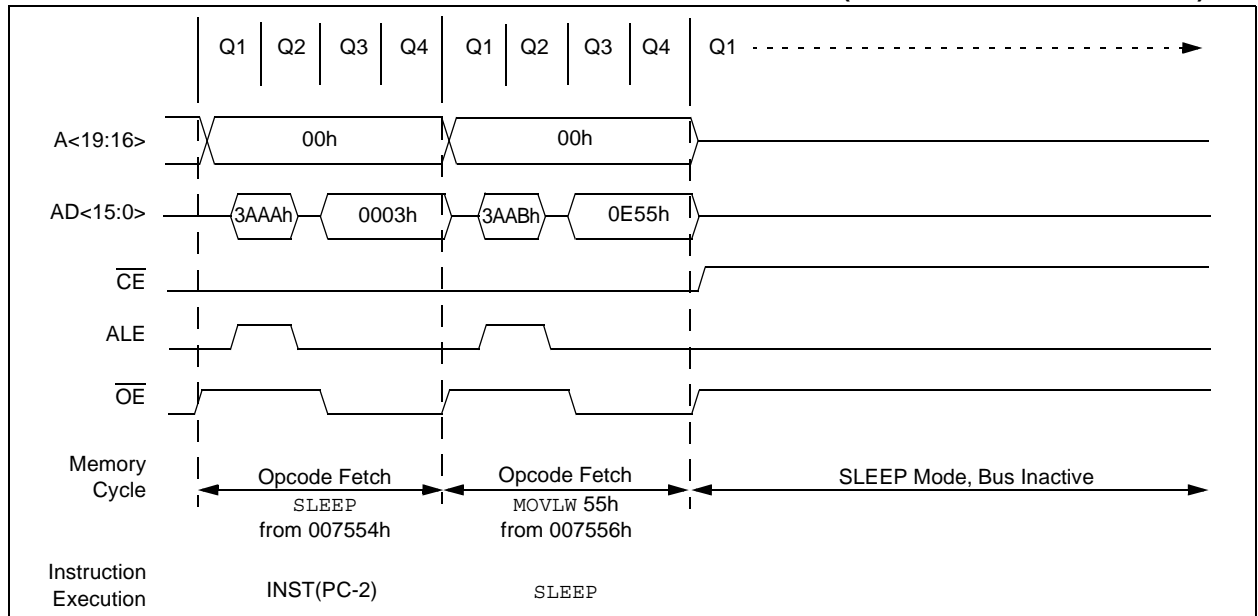 Q1 Q2 Q3 Q4 Q1 Q2 Q3 Q4 Q1
A<19:16> 00h 00h
AD<15:0> 3AAAh 0003h 3AABh 0E55h
CE
ALE
OE
Memory
Cycle
Opcode Fetch
SLEEP
from 007554h
Opcode Fetch
MOVLW 55h
from 007556h
SLEEP Mode, Bus Inactive
Instruction
Execution
INST(PC-2) SLEEP